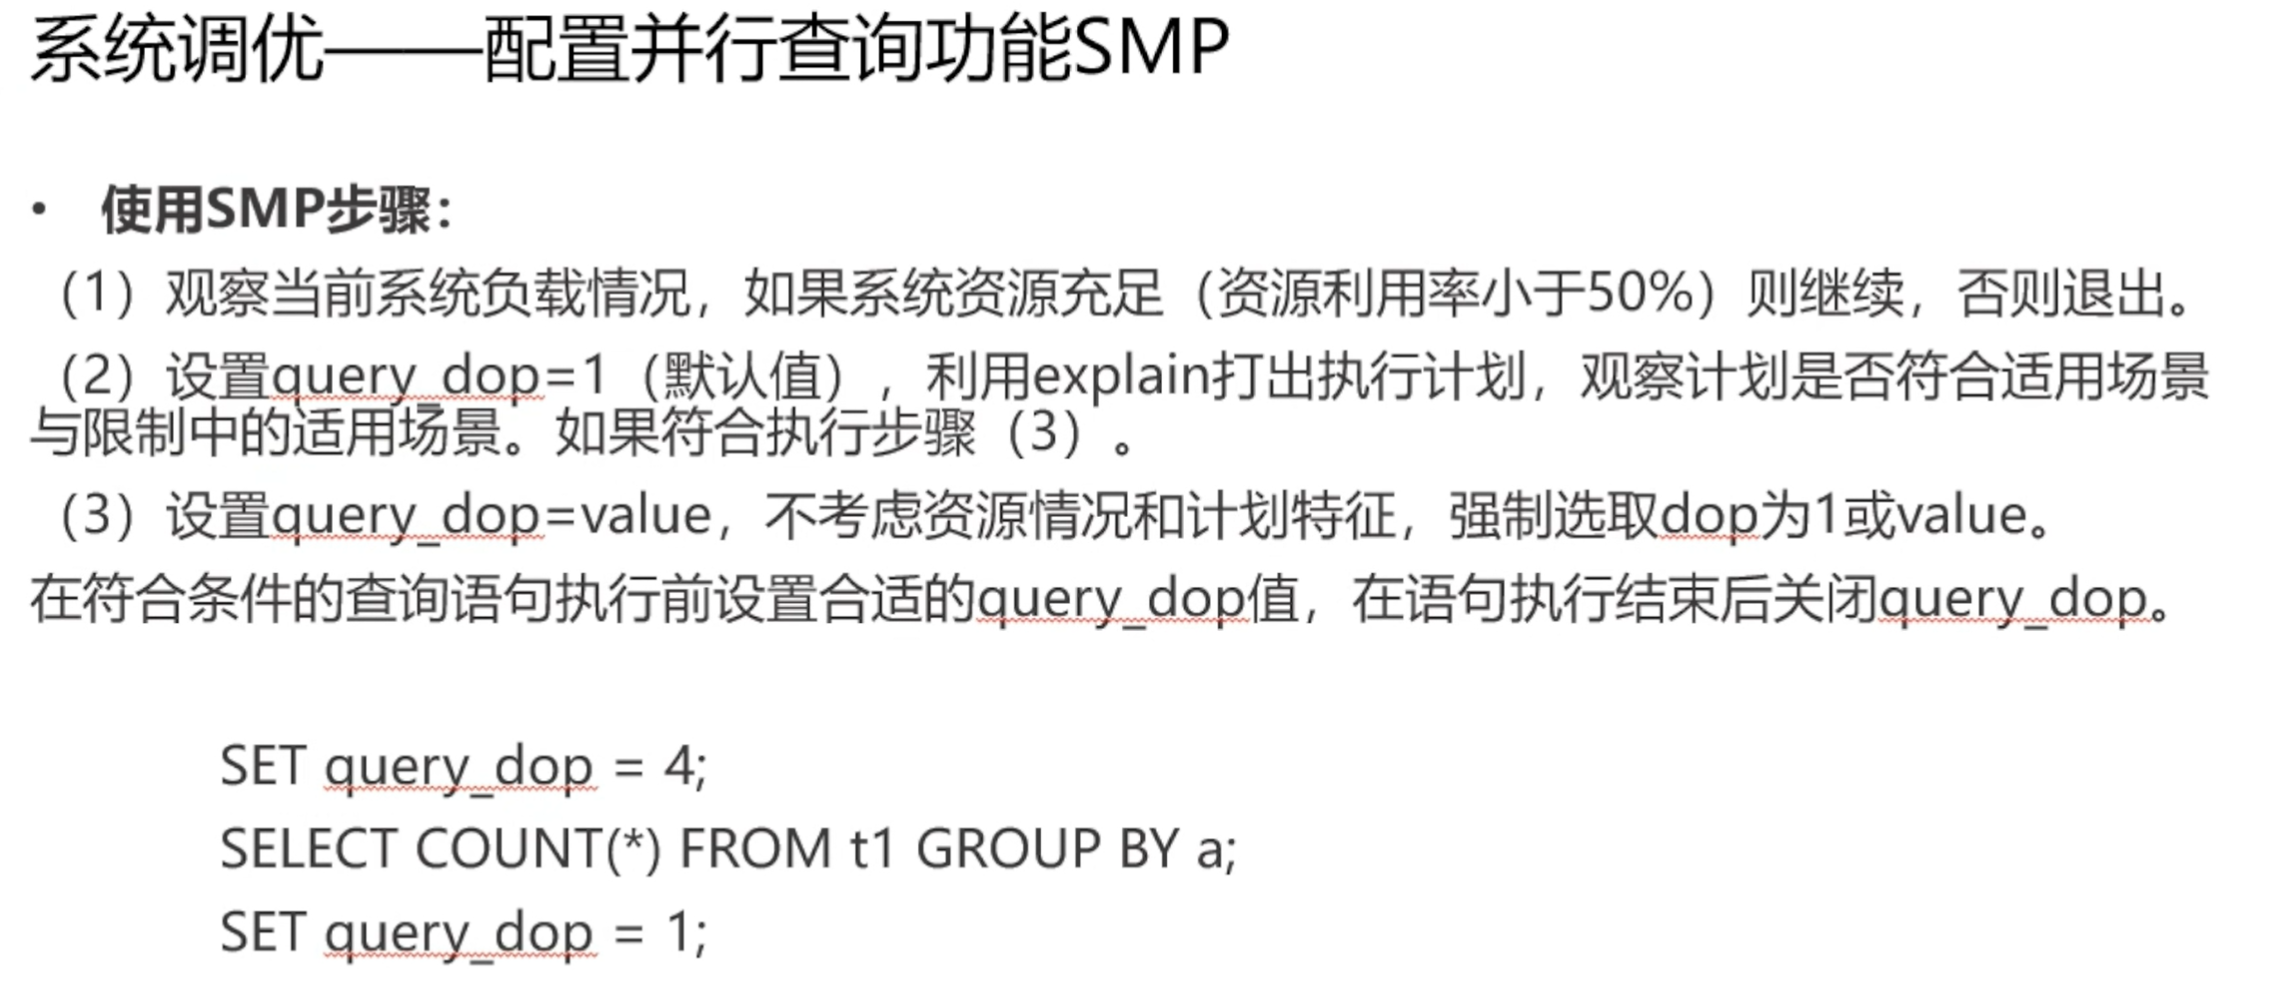 系统调优——配置并行查询功能SMP
• 使用SMP步骤：
（1）观察当前系统负载情况，如果系统资源充足（资源利用率小于50%）则继续，否则退出。
（2）设置query_dop=1（默认值），利用explain打出执行计划，观察计划是否符合适用场景
与限制中的适用场景。如果符合执行步骤（3）。
（3）设置query_dop=value，不考虑资源情况和计划特征，强制选取dop为1或value。
在符合条件的查询语句执行前设置合适的query_dop值，在语句执行结束后关闭query_dop。
SET query_dop = 4;
SELECT COUNT(*) FROM t1 GROUP BY a;
SET query_dop = 1;